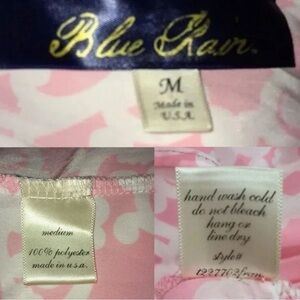 Blue Rain
M
Made in
U.S.A.
medium
100% polyester
made in u.s.a.
hand wash cold
do not bleach
hang or
line dry
style#